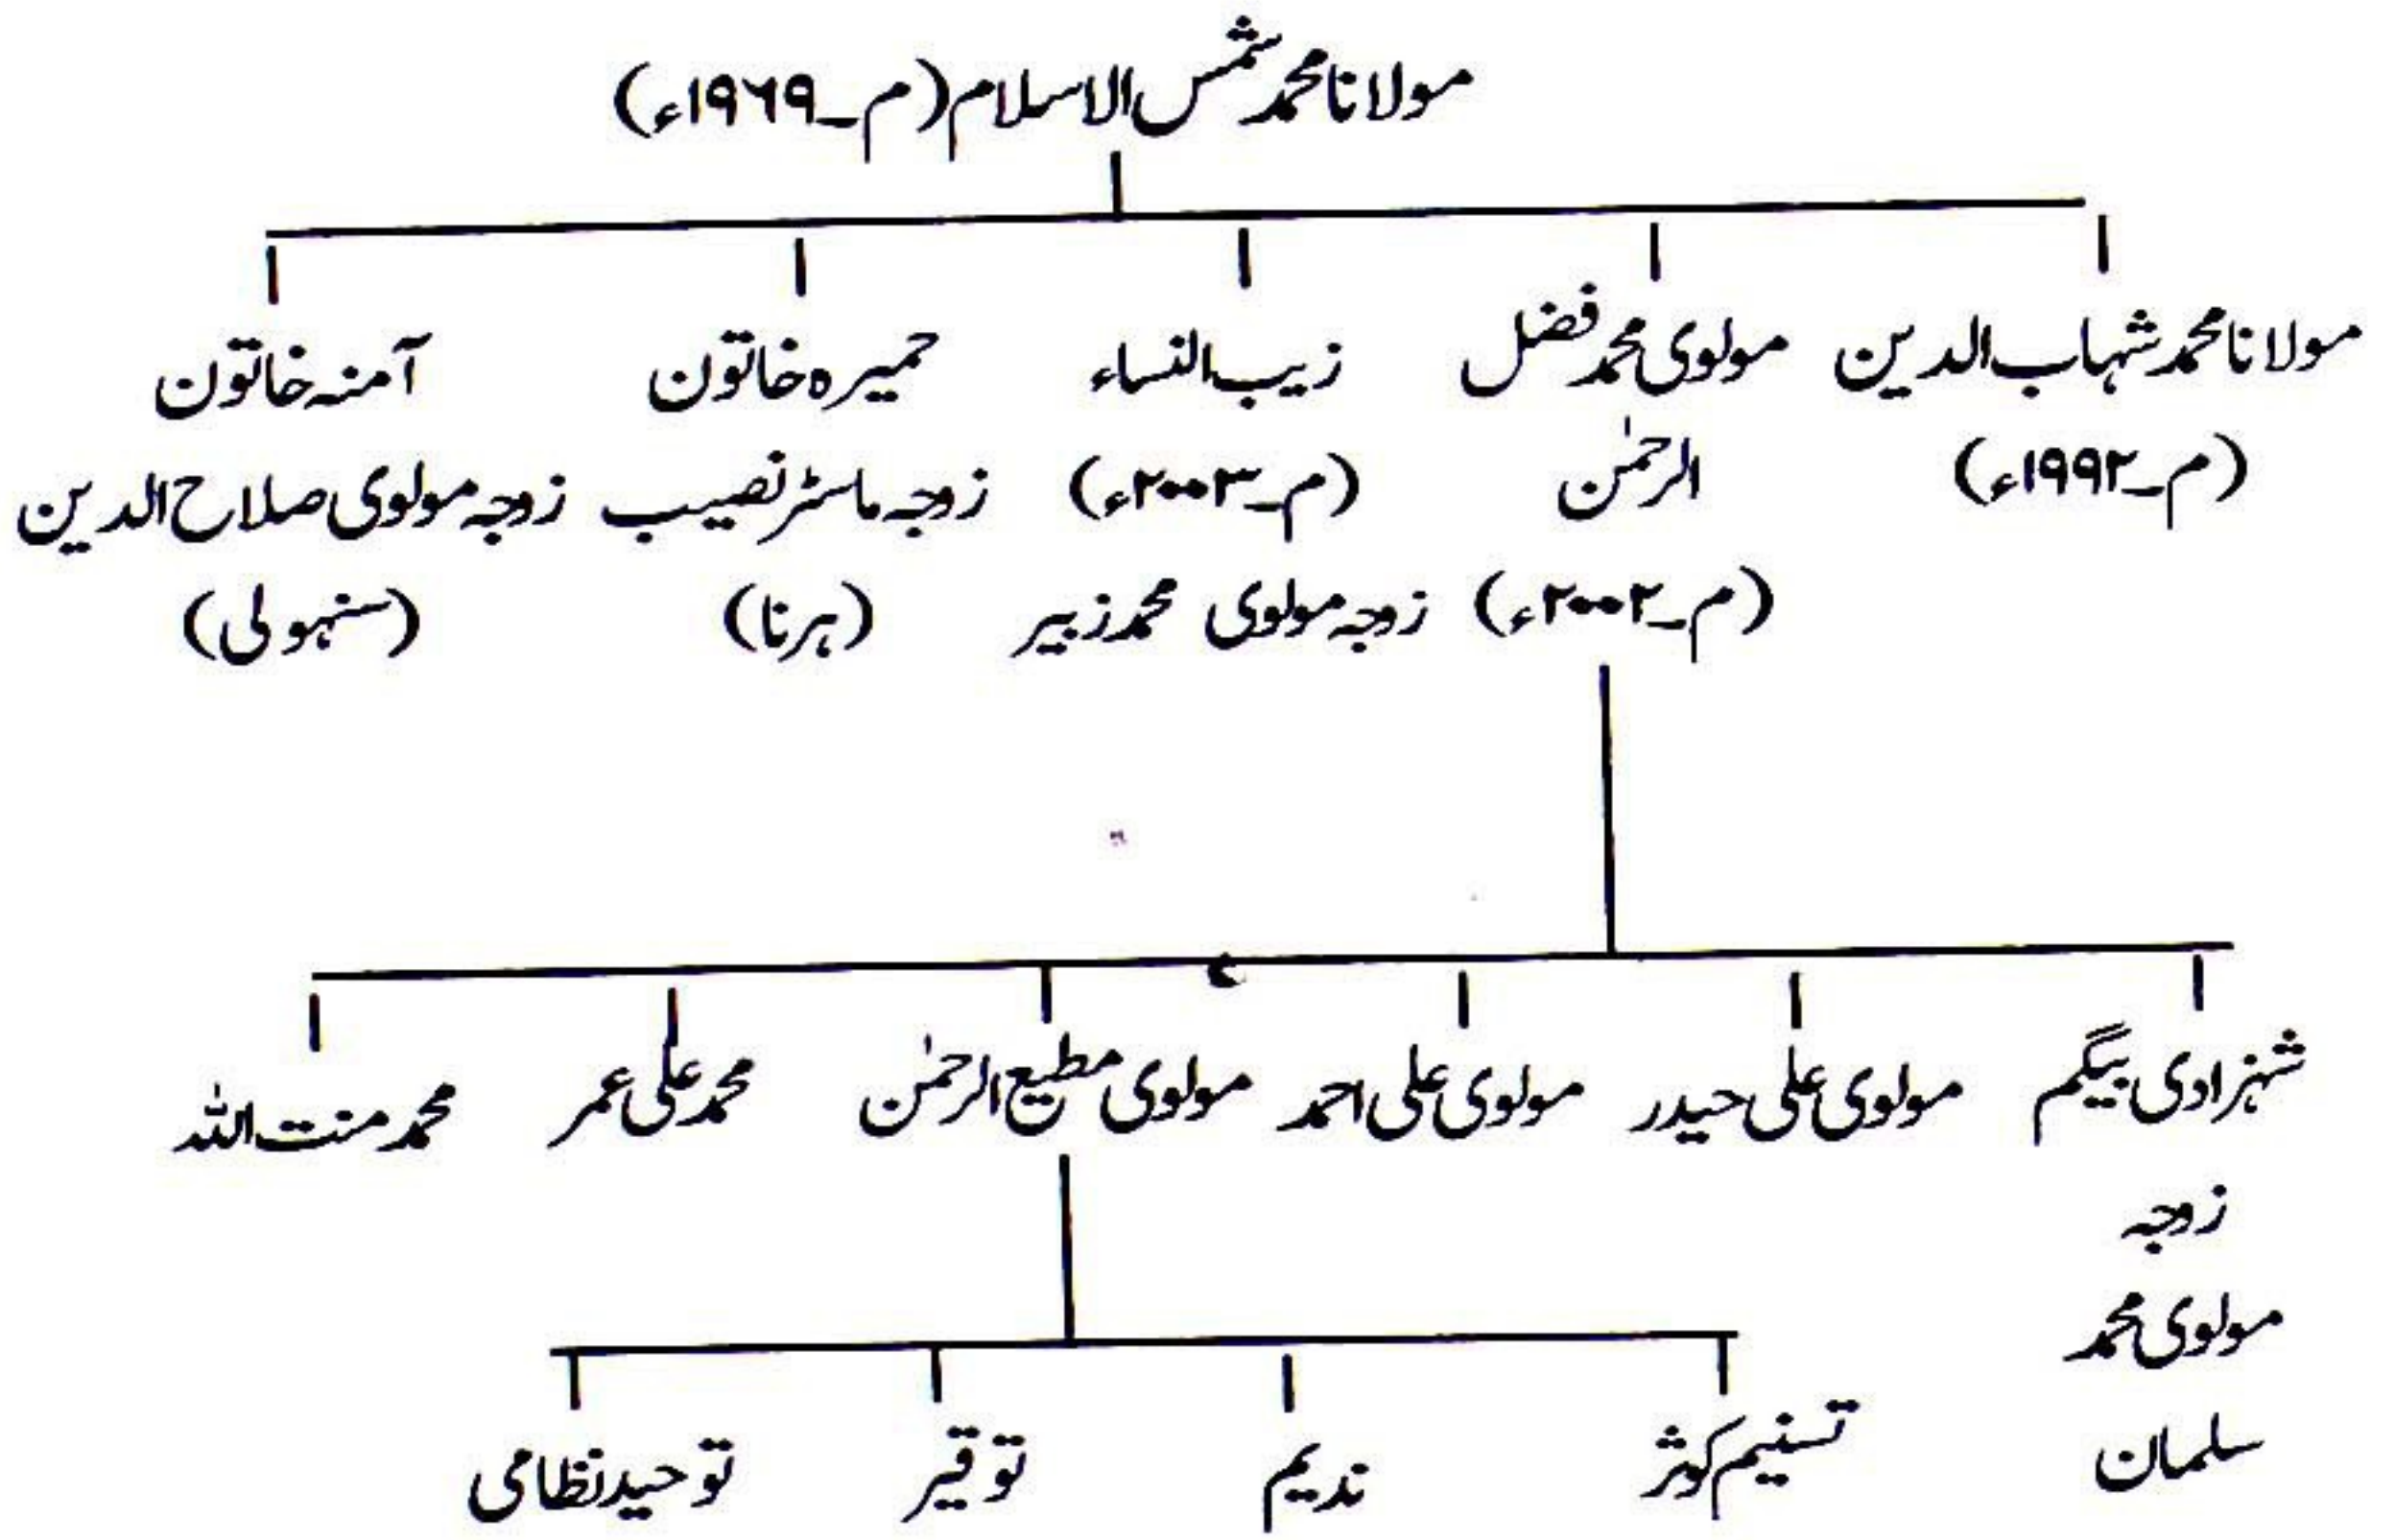 مولانا محمد شمس الاسلام (م۔۱۹۶۹ء)
مولانا محمد شہاب الدین
(م۔۱۹۹۲ء)
مولوی محمد فضل
الرحمٰن
(م۔۲۰۰۲ء)
زیب النساء
(م۔۲۰۰۳ء)
زوجہ مولوی محمد زبیر
حمیرہ خاتون
زوجہ ماسٹر نصیب
(ہرنا)
آمنہ خاتون
زوجہ مولوی صلاح الدین
(سنہولی)
شہزادی بیگم
زوجہ
مولوی محمد
سلمان
مولوی علی حیدر
مولوی علی احمد
مولوی مطیع الرحمٰن
محمد علی عمر
محمد منت اللہ
تسنیم کوثر
ندیم
توقیر
توحید نظامی